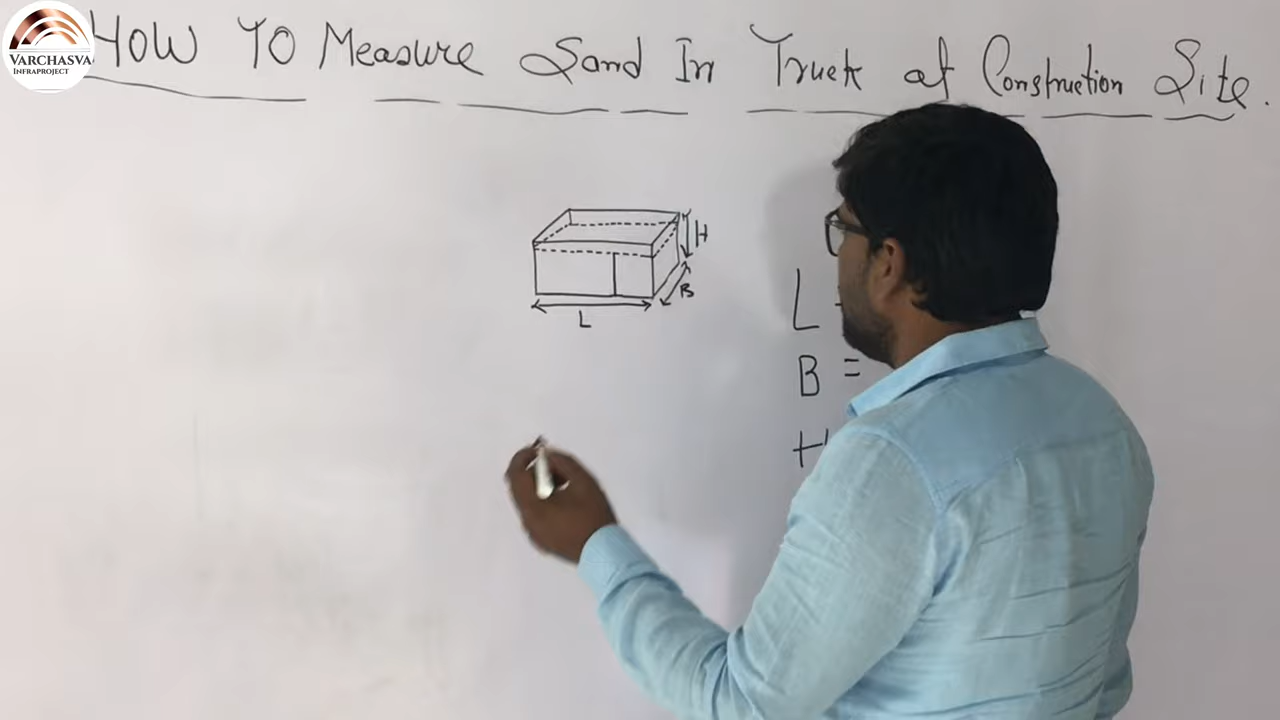 VARCHASVA
INFRAPROJECT
HOW TO Measure Sand In Truck at Construction Site.
H
B
L
L
B =
H